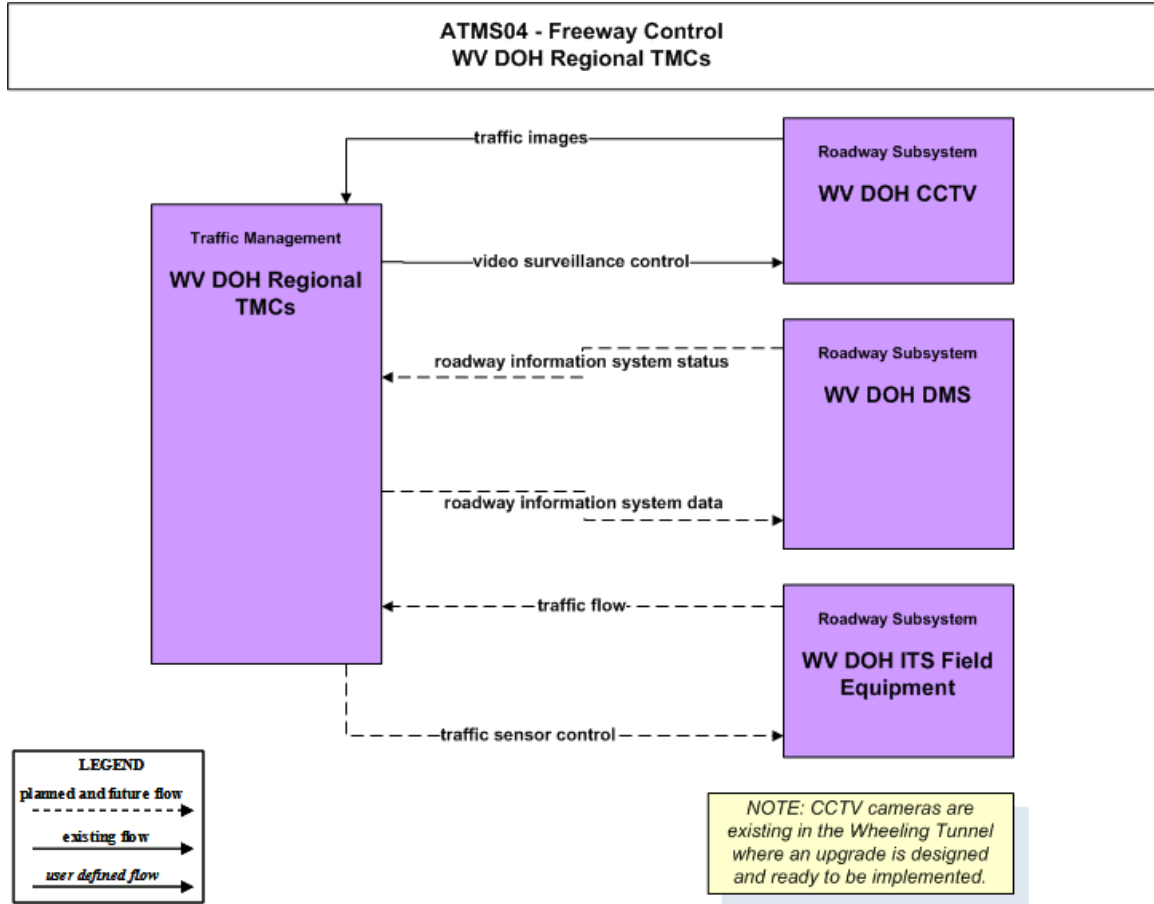 ATMS04 - Freeway Control
WV DOH Regional TMCs
traffic images
Roadway Subsystem
WV DOH CCTV
Traffic Management
WV DOH Regional
TMCs
video surveillance control
roadway information system status
Roadway Subsystem
WV DOH DMS
roadway information system data
traffic flow
Roadway Subsystem
WV DOH ITS Field
Equipment
traffic sensor control
LEGEND
planned and future flow
existing flow
user defined flow
NOTE: CCTV cameras are
existing in the Wheeling Tunnel
where an upgrade is designed
and ready to be implemented.